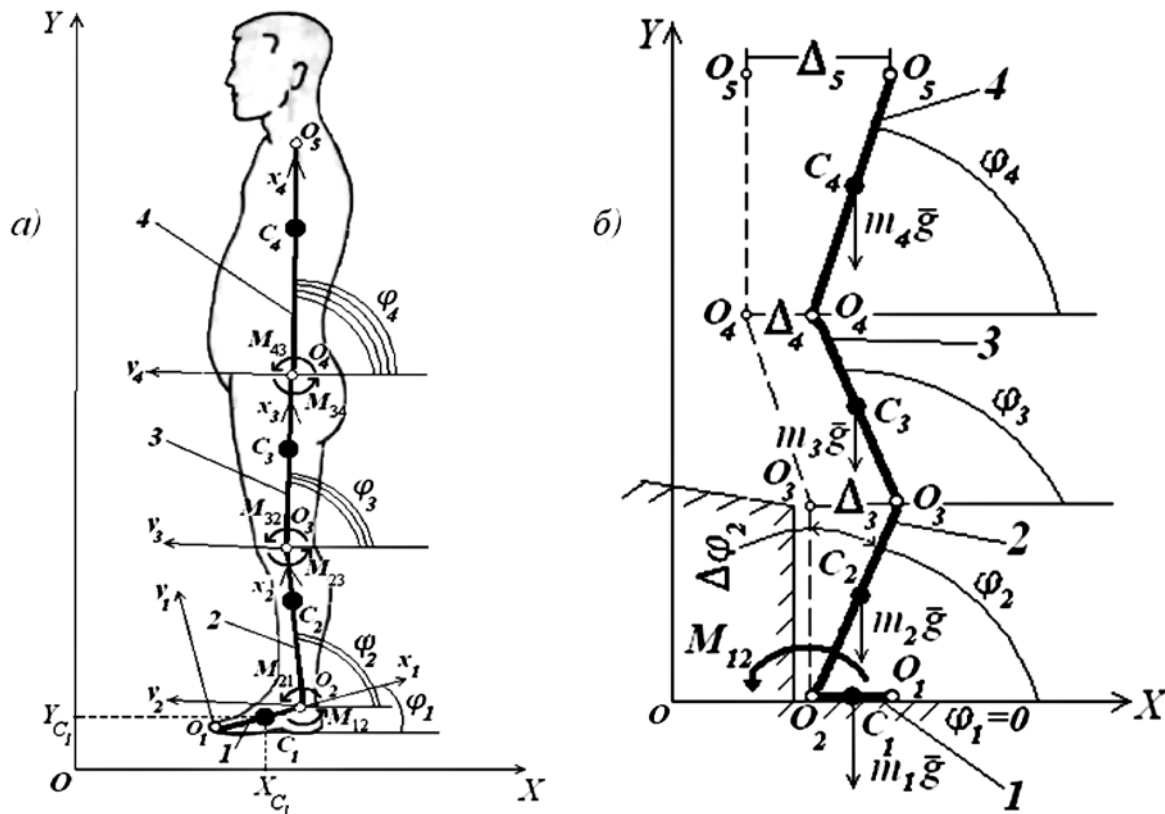 а)
Y
O₅
x₄
4
C₄
φ₄
M₄₃
O₄
v₄
M₃₄
x₃
3
C₃
φ₃
M₃₂
O₃
v₃
M₂₃
x₂
v₁
C₂
2
φ₂
M₂₁
O₂
x₁
v₂
φ₁
Y_C₁
O₁
1
C₁
M₁₂
O
X_C₁
X
б)
Y
O₅ Δ₅ O₅
4
C₄
φ₄
m₄g̅
O₄ Δ₄ O₄
3
C₃
φ₃
m₃g̅
O₃ Δ₃ O₃
2
Δφ₂
C₂
φ₂
m₂g̅
M₁₂
O₁
o
O₂ C₁ φ₁=0 X
m₁g̅
1